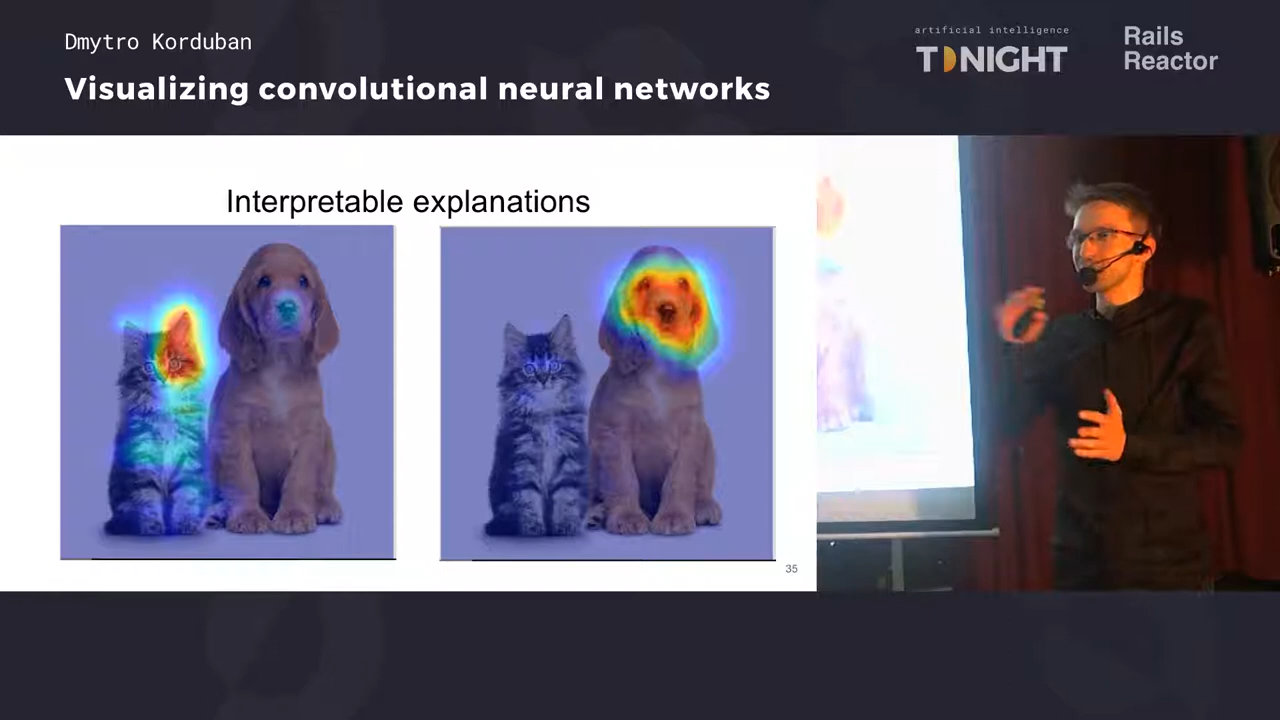 Dmytro Korduban
Visualizing convolutional neural networks
artificial intelligence
TONIGHT
Rails
Reactor
Interpretable explanations
35